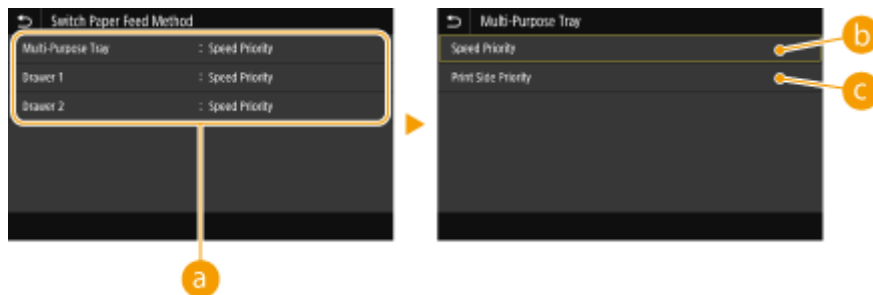 Switch Paper Feed Method
Multi-Purpose Tray : Speed Priority
Drawer 1 : Speed Priority
Drawer 2 : Speed Priority
a
Multi-Purpose Tray
Speed Priority
Print Side Priority
b
c